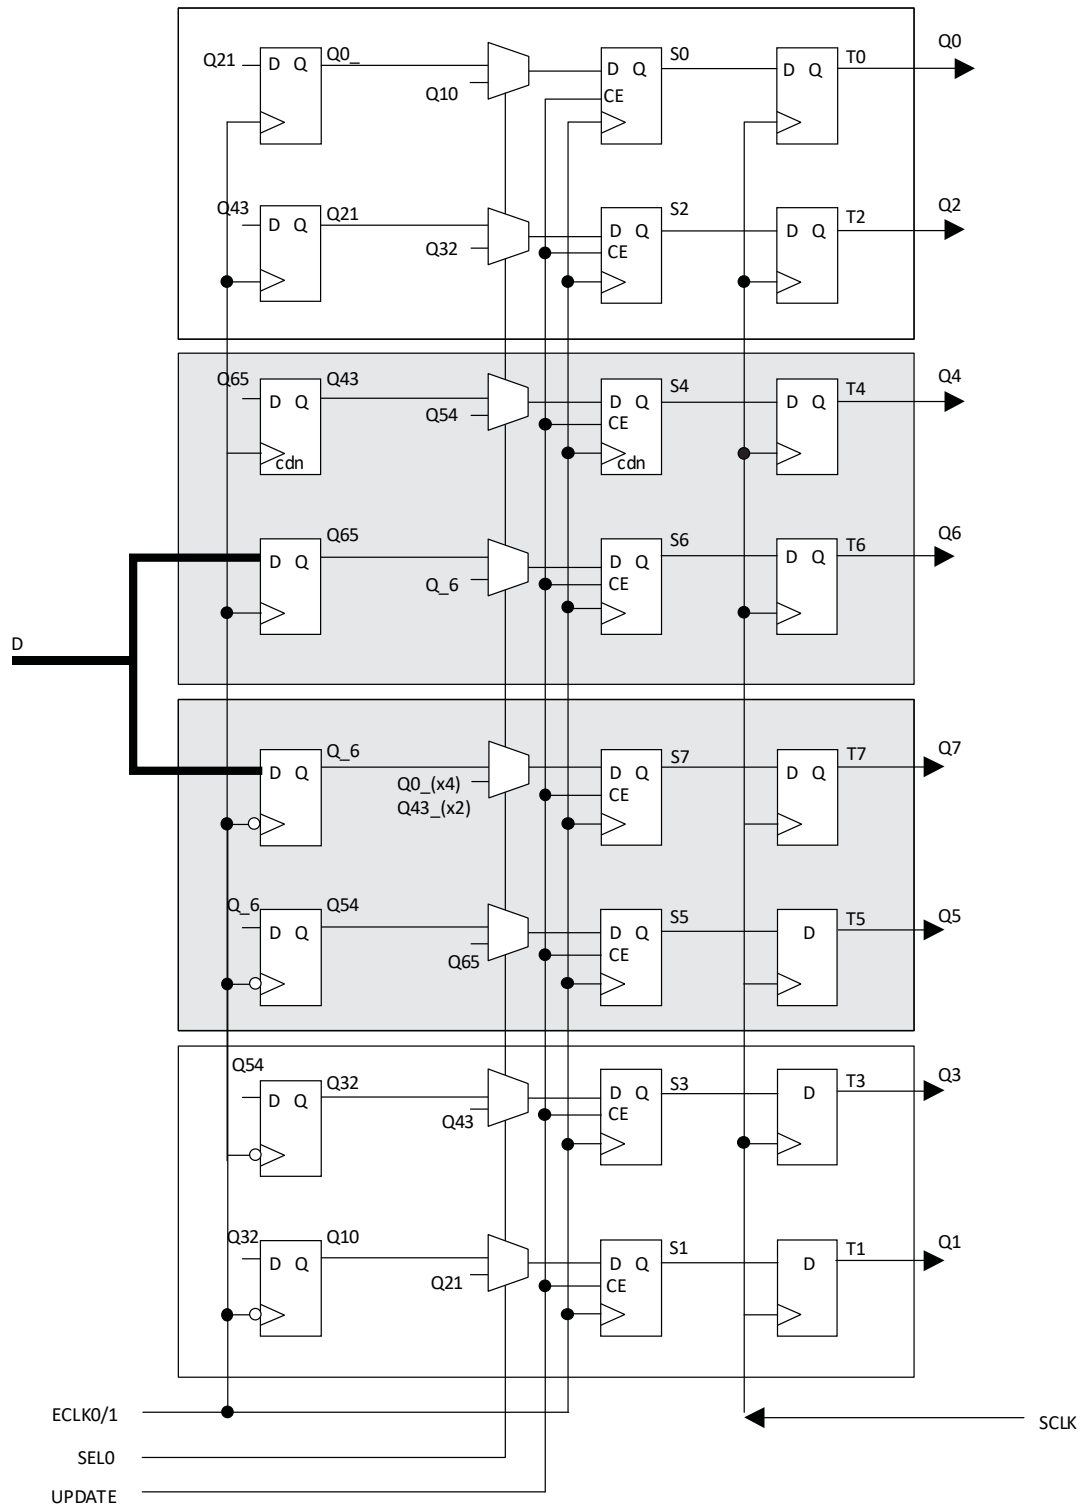 Q21 D Q Q0_ Q10 D Q CE S0 D Q T0 Q0
Q43 D Q Q21 Q32 D Q CE S2 D Q T2 Q2
Q65 D Q cdn Q43 Q54 D Q CE cdn S4 D Q T4 Q4
D Q Q65 Q_6 D Q CE S6 D Q T6 Q6
D
D Q Q_6 Q0_(x4) Q43_(x2) D Q CE S7 D Q T7 Q7
Q_6 D Q Q54 Q65 D Q CE S5 D T5 Q5
Q54 D Q Q32 Q43 D Q CE S3 D T3 Q3
Q32 D Q Q10 Q21 D Q CE S1 D T1 Q1
ECLK0/1
SCLK
SEL0
UPDATE